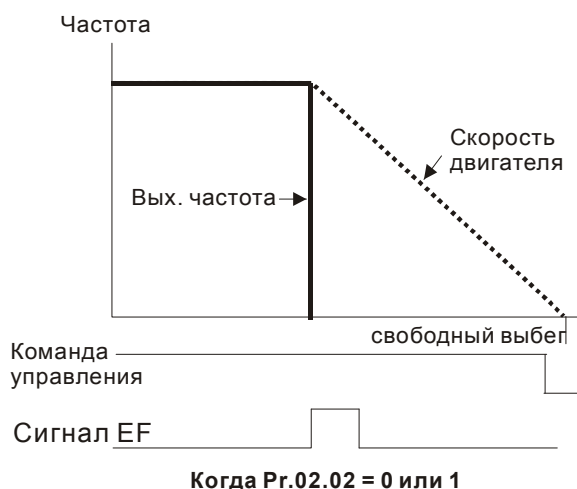 Частота
Скорость
двигателя
Вых. частота
свободный выбег
Команда
управления
Сигнал EF
Когда Pr.02.02 = 0 или 1